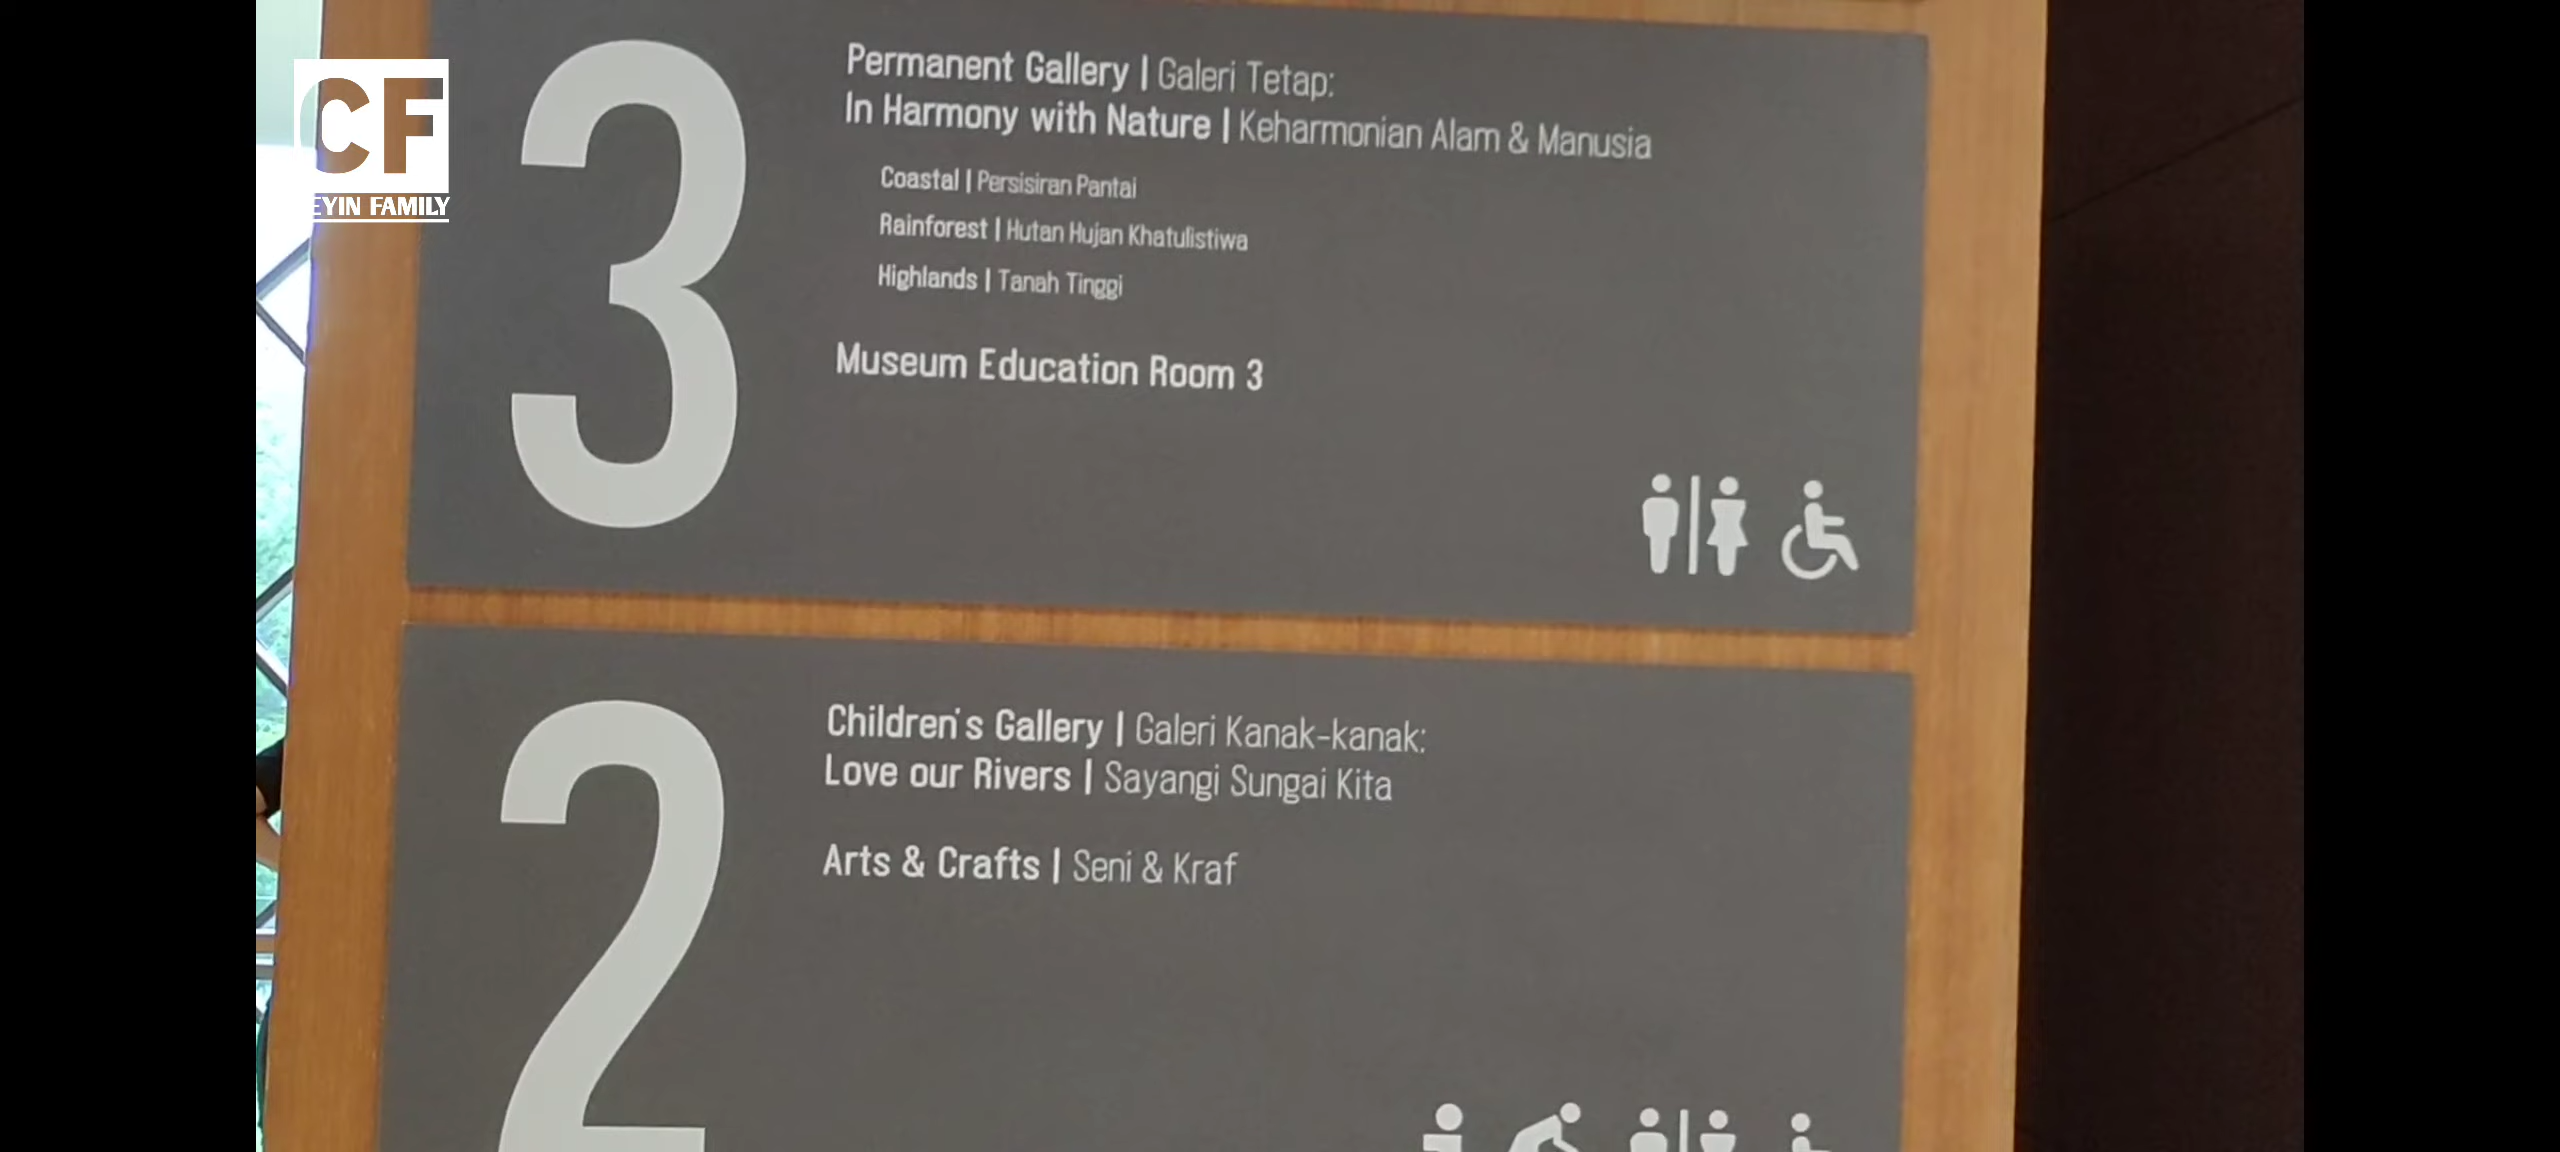 CF
EYIN FAMILY
3
Permanent Gallery | Galeri Tetap:
In Harmony with Nature | Keharmonian Alam & Manusia
Coastal | Persisiran Pantai
Rainforest | Hutan Hujan Khatulistiwa
Highlands | Tanah Tinggi
Museum Education Room 3
2
Children's Gallery | Galeri Kanak-kanak:
Love our Rivers | Sayangi Sungai Kita
Arts & Crafts | Seni & Kraf